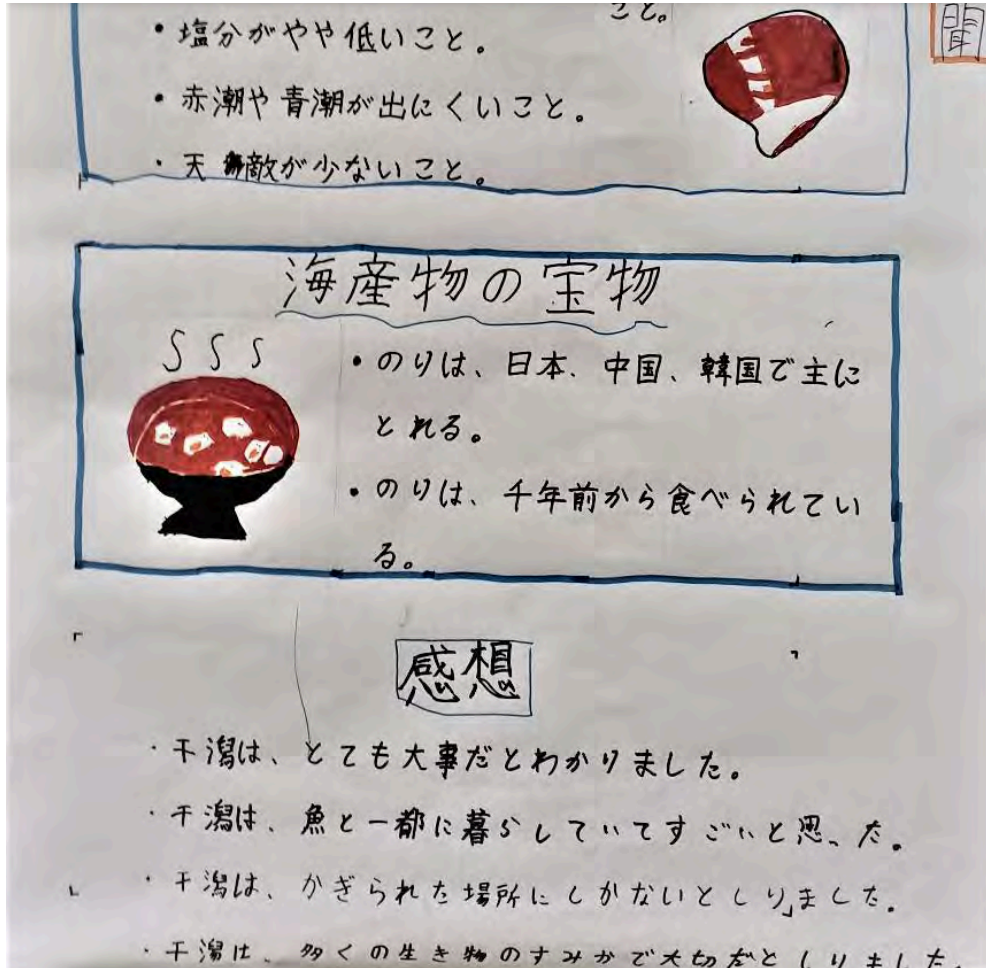 こと。
聞
・塩分がやや低いこと。
・赤潮や青潮が出にくいこと。
・天敵が少ないこと。
海産物の宝物
・のりは、日本、中国、韓国で主に
とれる。
・のりは、千年前から食べられてい
る。
感想
・干潟は、とても大事だとわかりました。
・干潟は、魚と一都に暮らしていてすごいと思った。
・干潟は、かぎられた場所にしかないとしりました。
・干潟は、多くの生き物のすみかで大切だとしりました。